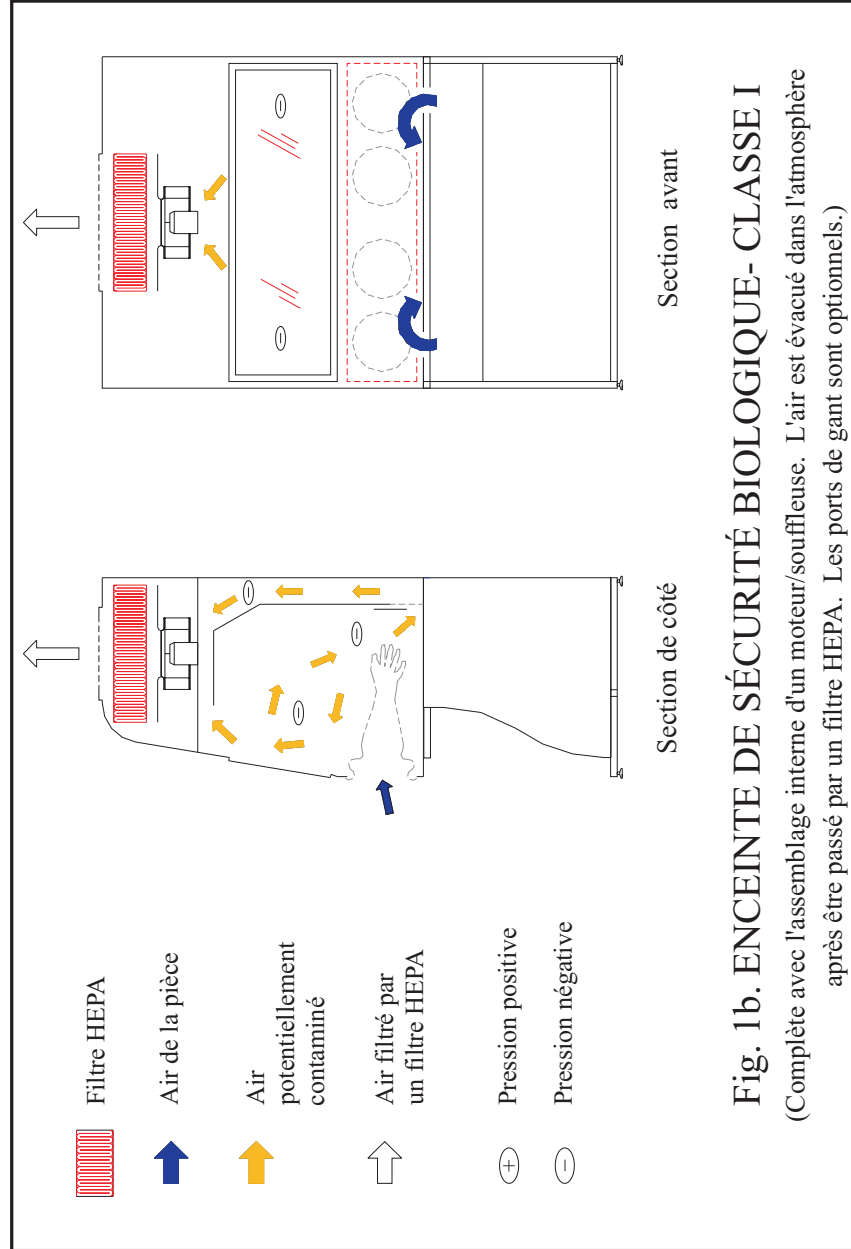 Filtre HEPA
Air de la pièce
Air
potentiellement
contaminé
Air filtré par
un filtre HEPA
+
Pression positive
−
Pression négative
−
−
−
Section de côté
−
−
Section avant
Fig. 1b. ENCEINTE DE SÉCURITÉ BIOLOGIQUE- CLASSE I
(Complète avec l'assemblage interne d'un moteur/souffleuse. L'air est évacué dans l'atmosphère
après être passé par un filtre HEPA. Les ports de gant sont optionnels.)